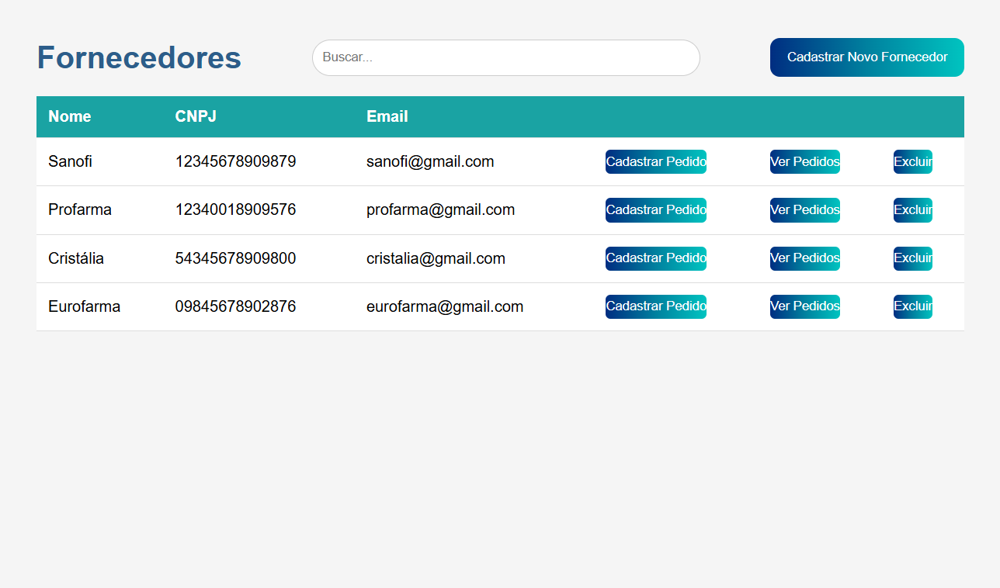 Fornecedores Buscar... Cadastrar Novo Fornecedor
Nome CNPJ Email
Sanofi 12345678909879 sanofi@gmail.com Cadastrar Pedido Ver Pedidos Excluir
Profarma 12340018909576 profarma@gmail.com Cadastrar Pedido Ver Pedidos Excluir
Cristália 54345678909800 cristalia@gmail.com Cadastrar Pedido Ver Pedidos Excluir
Eurofarma 09845678902876 eurofarma@gmail.com Cadastrar Pedido Ver Pedidos Excluir